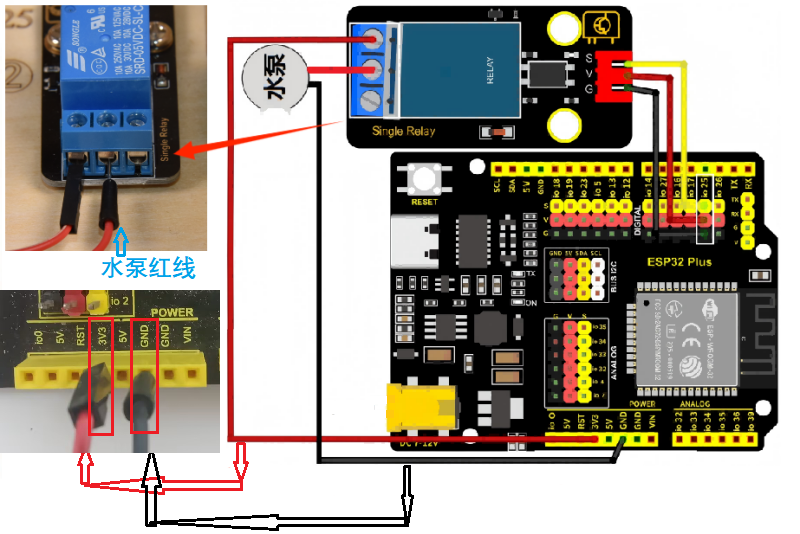 SONGLE
10A 250VAC 10A 125VAC
10A 30VDC 10A 28VDC
SRD-05VDC-SL-C
Single Relay
水泵红线
io 2
POWER
io0
5V
RST
3V3
5V
GND
GND
VIN
水泵
RELAY
S
V
G
Single Relay
RESET
SCL
SDA
5V
GND
io 18
io 19
io 23
io 5
io 13
io 12
io 14
io 27
io 16
io 17
io 25
io 26
TX
RX
S
V
G
DIGITAL
TX
RX
G
V
ESP32 Plus
GND
5V
SDA
SCL
BUS I2C
TX
ON
G
V
S
io 35
io 34
io 33
io 32
io 4
ANALOG
DC 7-12V
POWER
ANALOG
io 0
5V
RST
3V3
5V
GND
GND
VIN
io 32
io 33
io 34
io 35
io 36
io 39